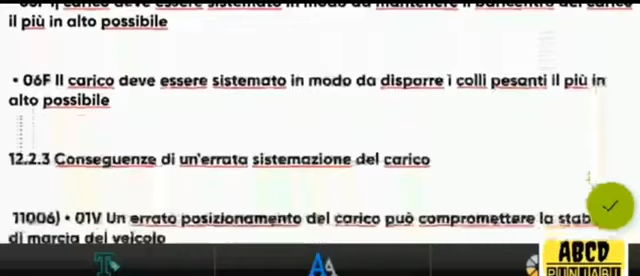 il più in alto possibile
• 06F Il carico deve essere sistemato in modo da disporre i colli pesanti il più in
alto possibile
12.2.3 Conseguenze di un'errata sistemazione del carico
11006) • 01V Un errato posizionamento del carico può compromettere la stab
di marcia del veicolo
ABCD
PUNJABI